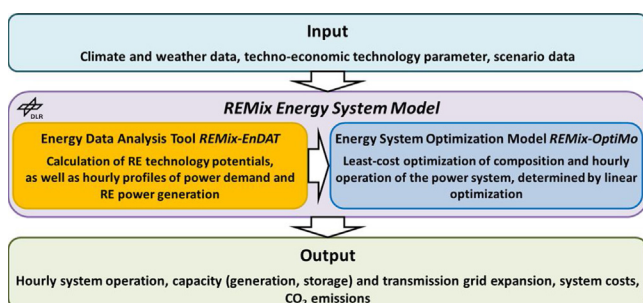 Input
Climate and weather data, techno-economic technology parameter, scenario data
DLR
REMix Energy System Model
Energy Data Analysis Tool REMix-EnDAT
Calculation of RE technology potentials,
as well as hourly profiles of power demand and
RE power generation
Energy System Optimization Model REMix-OptiMo
Least-cost optimization of composition and hourly
operation of the power system, determined by linear
optimization
Output
Hourly system operation, capacity (generation, storage) and transmission grid expansion, system costs,
CO2 emissions